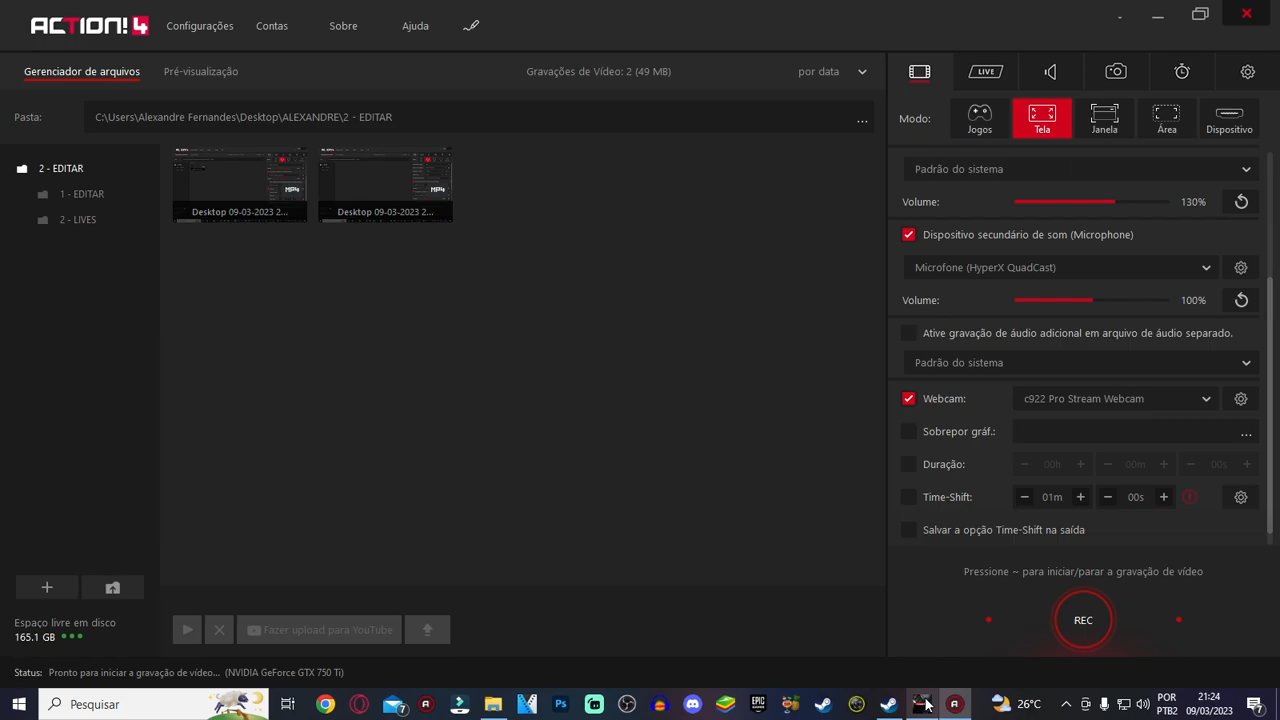 ACTION! 4 Configurações Contas Sobre Ajuda
Gerenciador de arquivos Pré-visualização Gravações de Vídeo: 2 (49 MB) por data
LIVE
Pasta: C:\Users\Alexandre Fernandes\Desktop\ALEXANDRE\2 - EDITAR ...
Modo: Jogos Tela Janela Área Dispositivo
2 - EDITAR
1 - EDITAR
2 - LIVES
MP4
Desktop 09-03-2023 2...
MP4
Desktop 09-03-2023 2...
Padrão do sistema
Volume: 130%
Dispositivo secundário de som (Microphone)
Microfone (HyperX QuadCast)
Volume: 100%
Ative gravação de áudio adicional em arquivo de áudio separado.
Padrão do sistema
Webcam: c922 Pro Stream Webcam
Sobrepor gráf.: ...
Duração: − 00h + − 00m + − 00s +
Time-Shift: − 01m + − 00s +
Salvar a opção Time-Shift na saída
Pressione ~ para iniciar/parar a gravação de vídeo
REC
Espaço livre em disco
165.1 GB
Fazer upload para YouTube
Status: Pronto para iniciar a gravação de vídeo... (NVIDIA GeForce GTX 750 Ti)
Pesquisar
7
EPIC
GAMES
26°C
POR
PTB2
21:24
09/03/2023
7